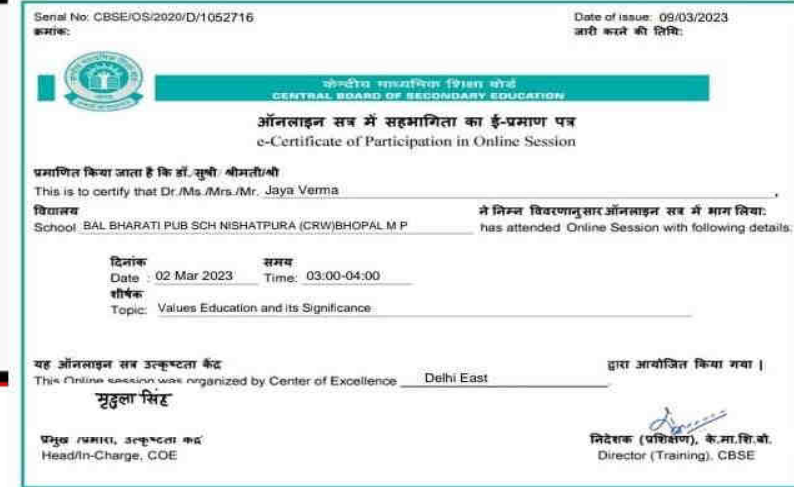 Serial No: CBSE/OS/2020/D/1052716
क्रमांक:
Date of issue: 09/03/2023
जारी करने की तिथि:
केन्द्रीय माध्यमिक शिक्षा बोर्ड
CENTRAL BOARD OF SECONDARY EDUCATION
ऑनलाइन सत्र में सहभागिता का ई-प्रमाण पत्र
e-Certificate of Participation in Online Session
प्रमाणित किया जाता है कि डॉ./सुश्री/ श्रीमती/श्री
This is to certify that Dr./Ms./Mrs./Mr. Jaya Verma
विद्यालय ने निम्न विवरणानुसार ऑनलाइन सत्र में भाग लिया:
School BAL BHARATI PUB SCH NISHATPURA (CRW)BHOPAL M P has attended Online Session with following details:
दिनांक समय
Date : 02 Mar 2023 Time: 03:00-04:00
शीर्षक
Topic: Values Education and its Significance
यह ऑनलाइन सत्र उत्कृष्टता केंद्र द्वारा आयोजित किया गया |
This Online session was organized by Center of Excellence Delhi East
मृदुला सिंह
प्रमुख /प्रभारी, उत्कृष्टता केंद्र
Head/In-Charge, COE
निदेशक (प्रशिक्षण), के.मा.शि.बो.
Director (Training), CBSE